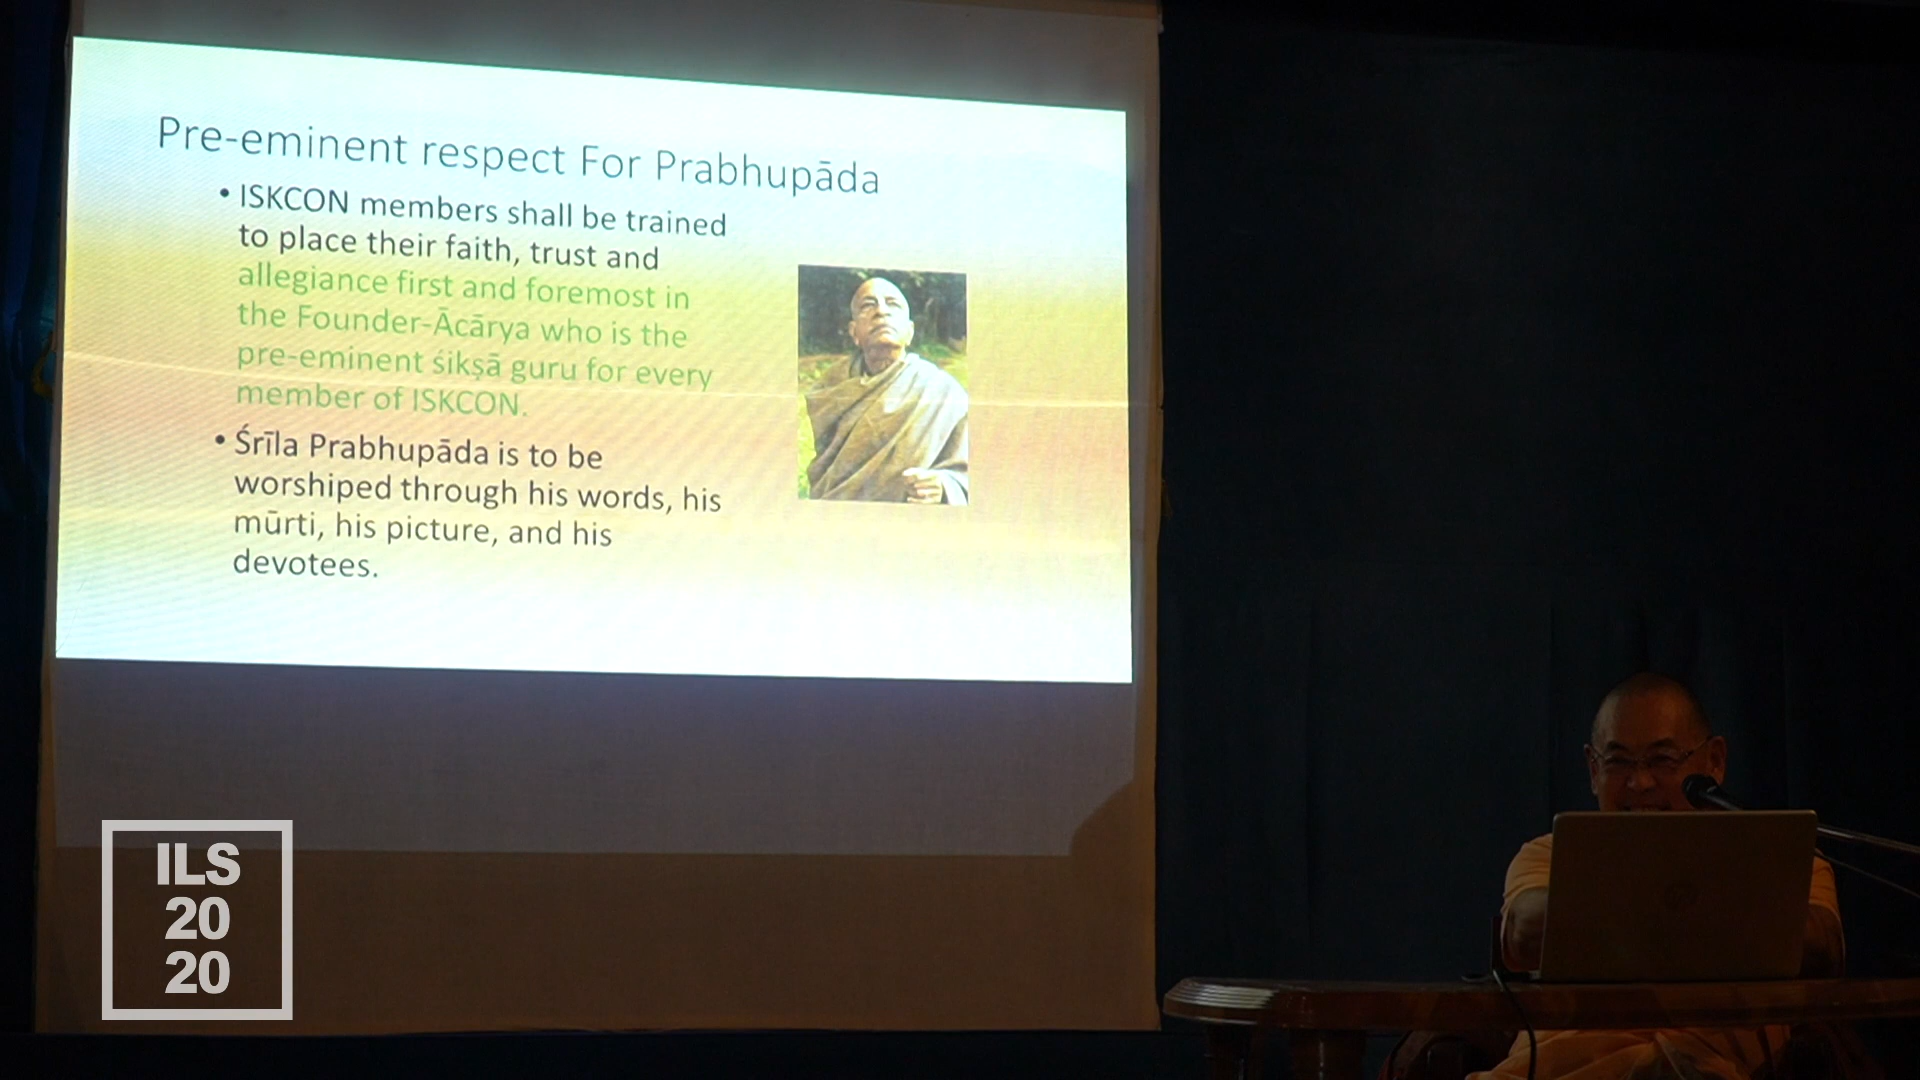 Pre-eminent respect For Prabhupāda
• ISKCON members shall be trained
to place their faith, trust and
allegiance first and foremost in
the Founder-Ācārya who is the
pre-eminent śikṣā guru for every
member of ISKCON.
• Śrīla Prabhupāda is to be
worshiped through his words, his
mūrti, his picture, and his
devotees.
ILS
20
20